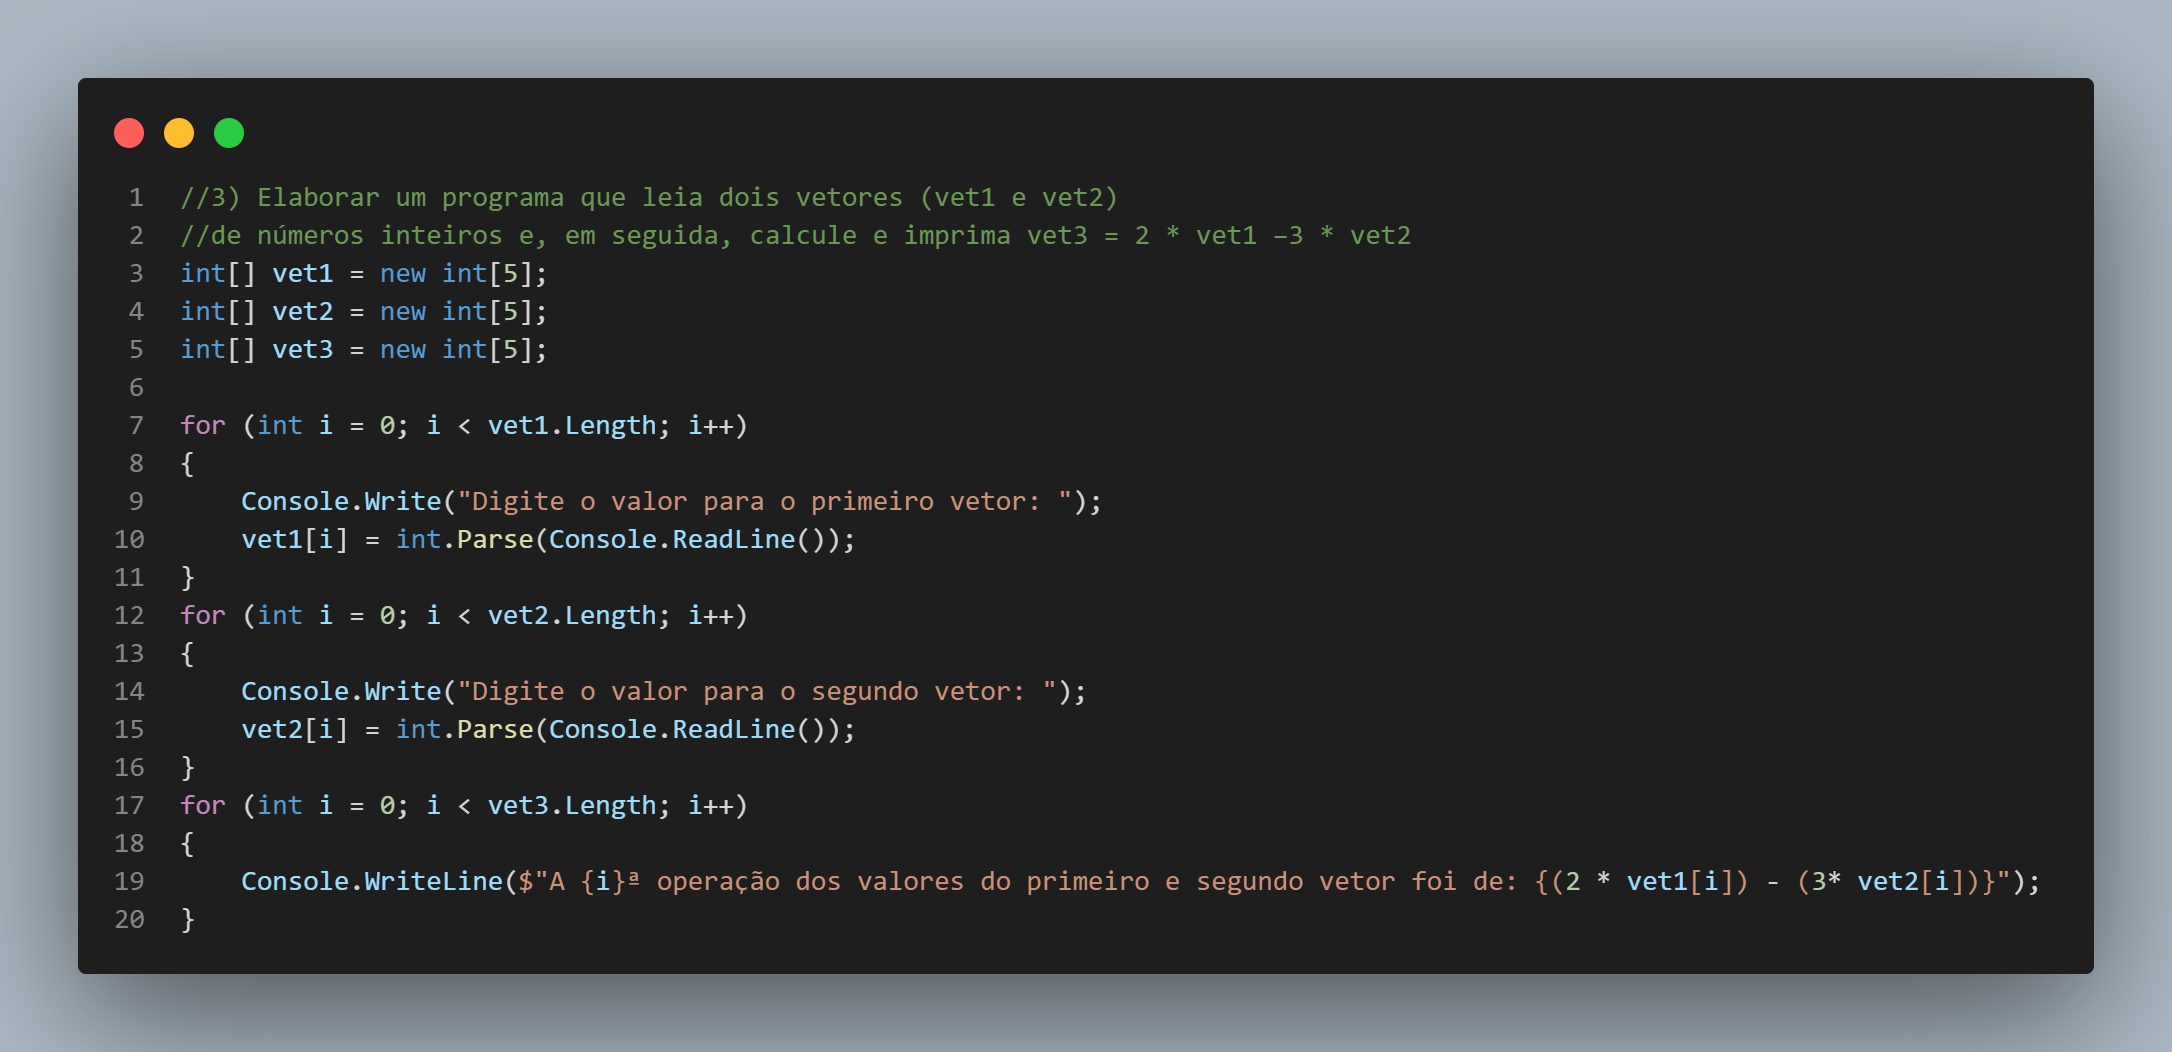 1 //3) Elaborar um programa que leia dois vetores (vet1 e vet2)
2 //de números inteiros e, em seguida, calcule e imprima vet3 = 2 * vet1 –3 * vet2
3 int[] vet1 = new int[5];
4 int[] vet2 = new int[5];
5 int[] vet3 = new int[5];
6
7 for (int i = 0; i < vet1.Length; i++)
8 {
9     Console.Write("Digite o valor para o primeiro vetor: ");
10     vet1[i] = int.Parse(Console.ReadLine());
11 }
12 for (int i = 0; i < vet2.Length; i++)
13 {
14     Console.Write("Digite o valor para o segundo vetor: ");
15     vet2[i] = int.Parse(Console.ReadLine());
16 }
17 for (int i = 0; i < vet3.Length; i++)
18 {
19     Console.WriteLine($"A {i}ª operação dos valores do primeiro e segundo vetor foi de: {(2 * vet1[i]) - (3* vet2[i])}");
20 }